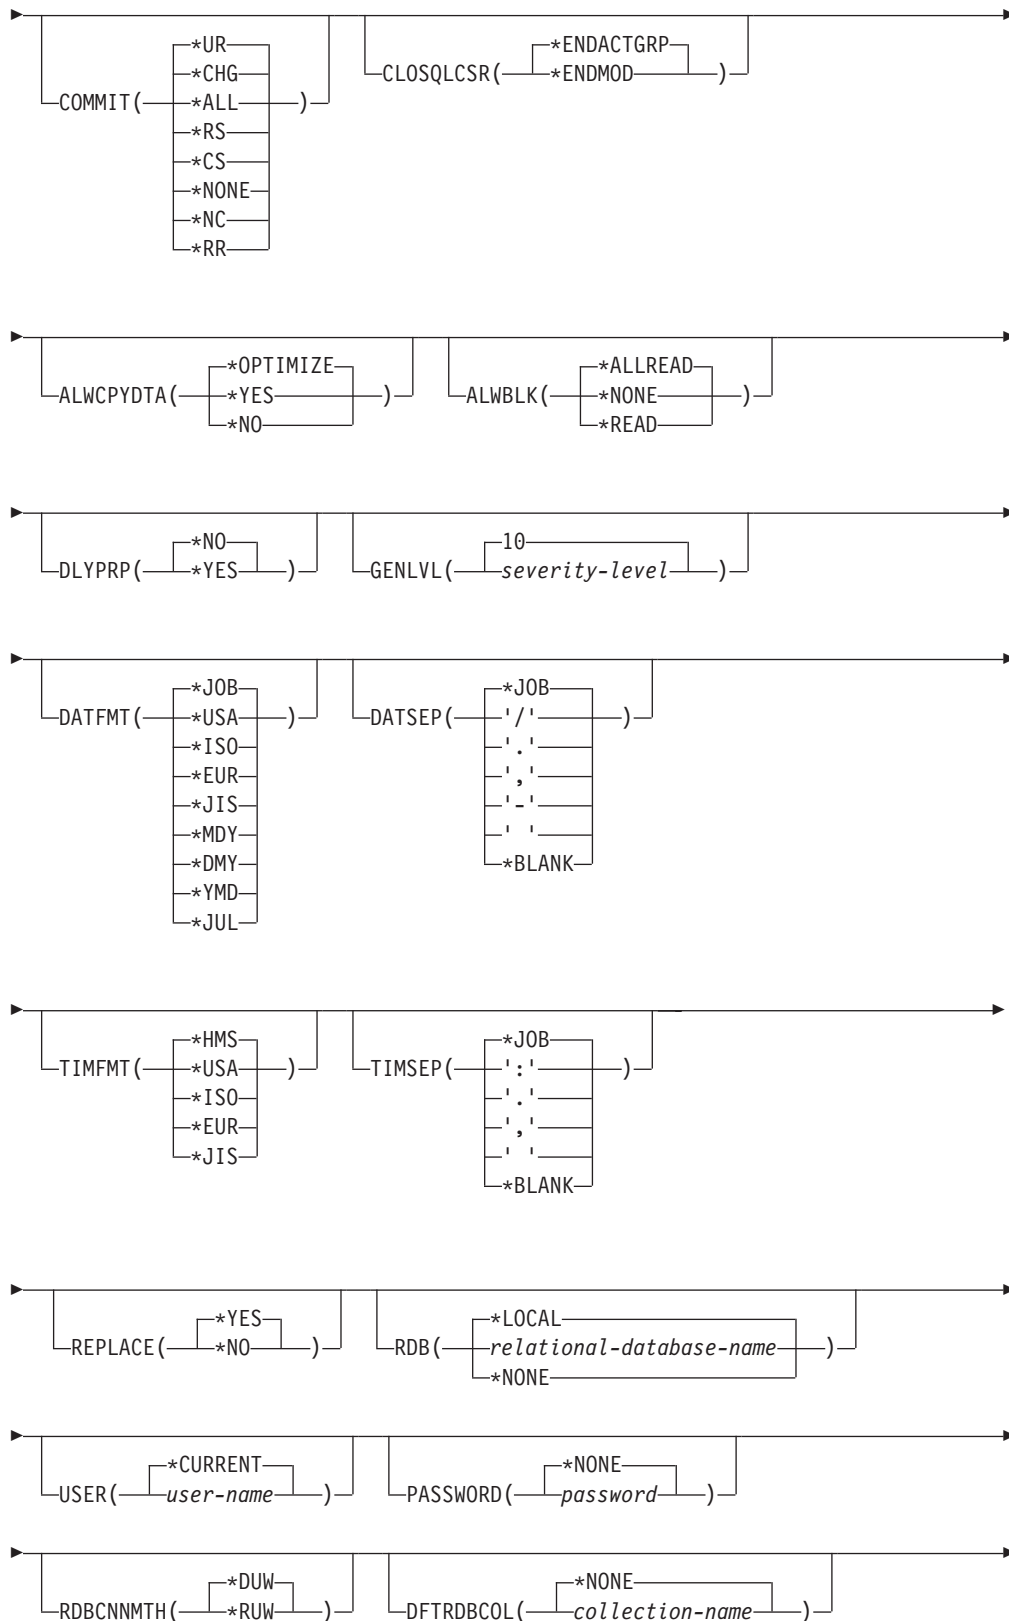 *UR *ENDACTGRP
*CHG CLOSQLCSR( *ENDMOD )
COMMIT( *ALL )
*RS
*CS
*NONE
*NC
*RR
*OPTIMIZE *ALLREAD
ALWCPYDTA( *YES ) ALWBLK( *NONE )
*NO *READ
*NO 10
DLYPRP( *YES ) GENLVL( severity-level )
*JOB *JOB
DATFMT( *USA ) DATSEP( '/' )
*ISO '.'
*EUR ','
*JIS '-'
*MDY ' '
*DMY *BLANK
*YMD
*JUL
*HMS *JOB
TIMFMT( *USA ) TIMSEP( ':' )
*ISO '.'
*EUR ','
*JIS ' '
*BLANK
*YES *LOCAL
REPLACE( *NO ) RDB( relational-database-name )
*NONE
*CURRENT *NONE
USER( user-name ) PASSWORD( password )
*DUW *NONE
RDBCNNMTH( *RUW ) DFTRDBCOL( collection-name )